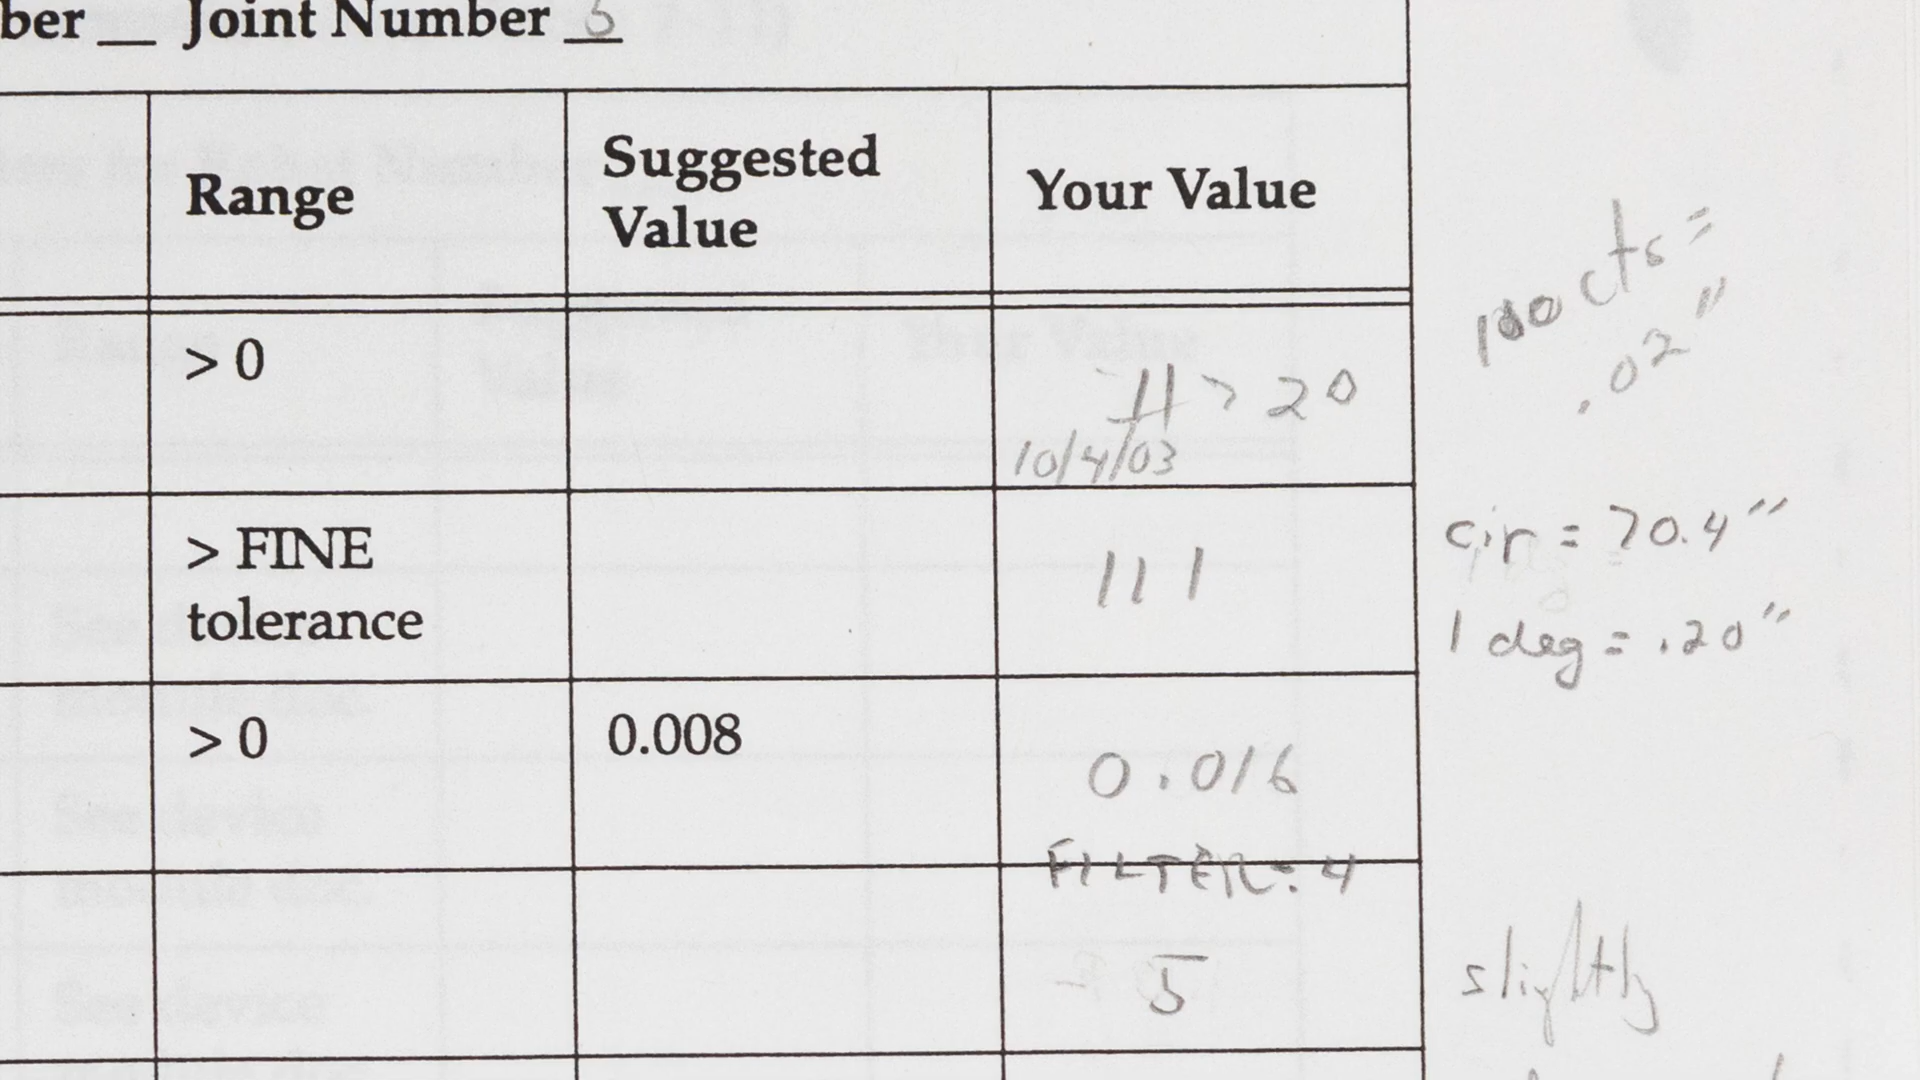 ber __ Joint Number 5
Range
Suggested
Value
Your Value
> 0
11 > 20
10/4/03
100 cts =
.02"
> FINE
tolerance
111
cir = 70.4"
1 deg = .20"
> 0
0.008
0.016
FILTER = 4
5
slightly